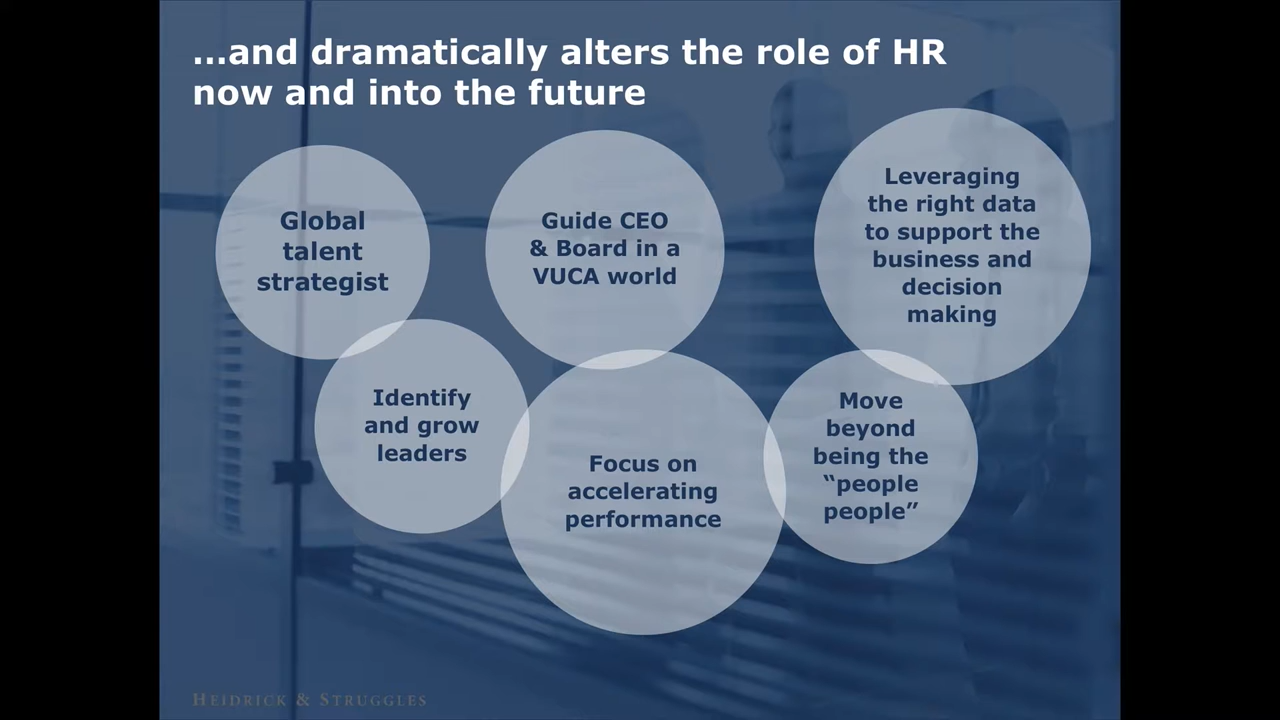 ...and dramatically alters the role of HR
now and into the future
Global
talent
strategist
Guide CEO
& Board in a
VUCA world
Leveraging
the right data
to support the
business and
decision
making
Identify
and grow
leaders
Focus on
accelerating
performance
Move
beyond
being the
“people
people”
HEIDRICK & STRUGGLES